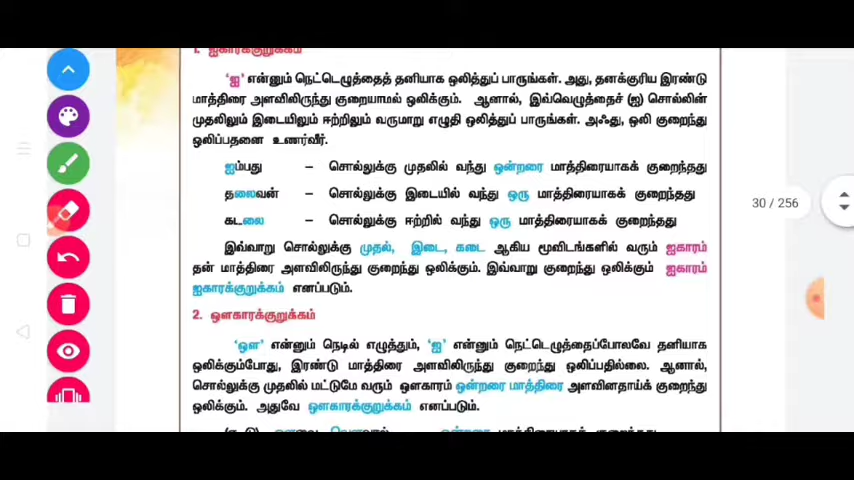 1. ஐகாரக்குறுக்கம்
‘ஐ’ என்னும் நெட்டெழுத்தைத் தனியாக ஒலித்துப் பாருங்கள். அது, தனக்குரிய இரண்டு
மாத்திரை அளவிலிருந்து குறையாமல் ஒலிக்கும். ஆனால், இவ்வெழுத்தைச் (ஐ) சொல்லின்
முதலிலும் இடையிலும் ஈற்றிலும் வருமாறு எழுதி ஒலித்துப் பாருங்கள். அஃது, ஒலி குறைந்து
ஒலிப்பதனை உணர்வீர்.
ஐம்பது – சொல்லுக்கு முதலில் வந்து ஒன்றரை மாத்திரையாகக் குறைந்தது
தலைவன் – சொல்லுக்கு இடையில் வந்து ஒரு மாத்திரையாகக் குறைந்தது
கடலை – சொல்லுக்கு ஈற்றில் வந்து ஒரு மாத்திரையாகக் குறைந்தது
இவ்வாறு சொல்லுக்கு முதல், இடை, கடை ஆகிய மூவிடங்களில் வரும் ஐகாரம்
தன் மாத்திரை அளவிலிருந்து குறைந்து ஒலிக்கும். இவ்வாறு குறைந்து ஒலிக்கும் ஐகாரம்
ஐகாரக்குறுக்கம் எனப்படும்.
2. ஔகாரக்குறுக்கம்
‘ஔ’ என்னும் நெடில் எழுத்தும், ‘ஐ’ என்னும் நெட்டெழுத்தைப்போலவே தனியாக
ஒலிக்கும்போது, இரண்டு மாத்திரை அளவிலிருந்து குறைந்து ஒலிப்பதில்லை. ஆனால்,
சொல்லுக்கு முதலில் மட்டுமே வரும் ஔகாரம் ஒன்றரை மாத்திரை அளவினதாய்க் குறைந்து
ஒலிக்கும். அதுவே ஔகாரக்குறுக்கம் எனப்படும்.
30 / 256